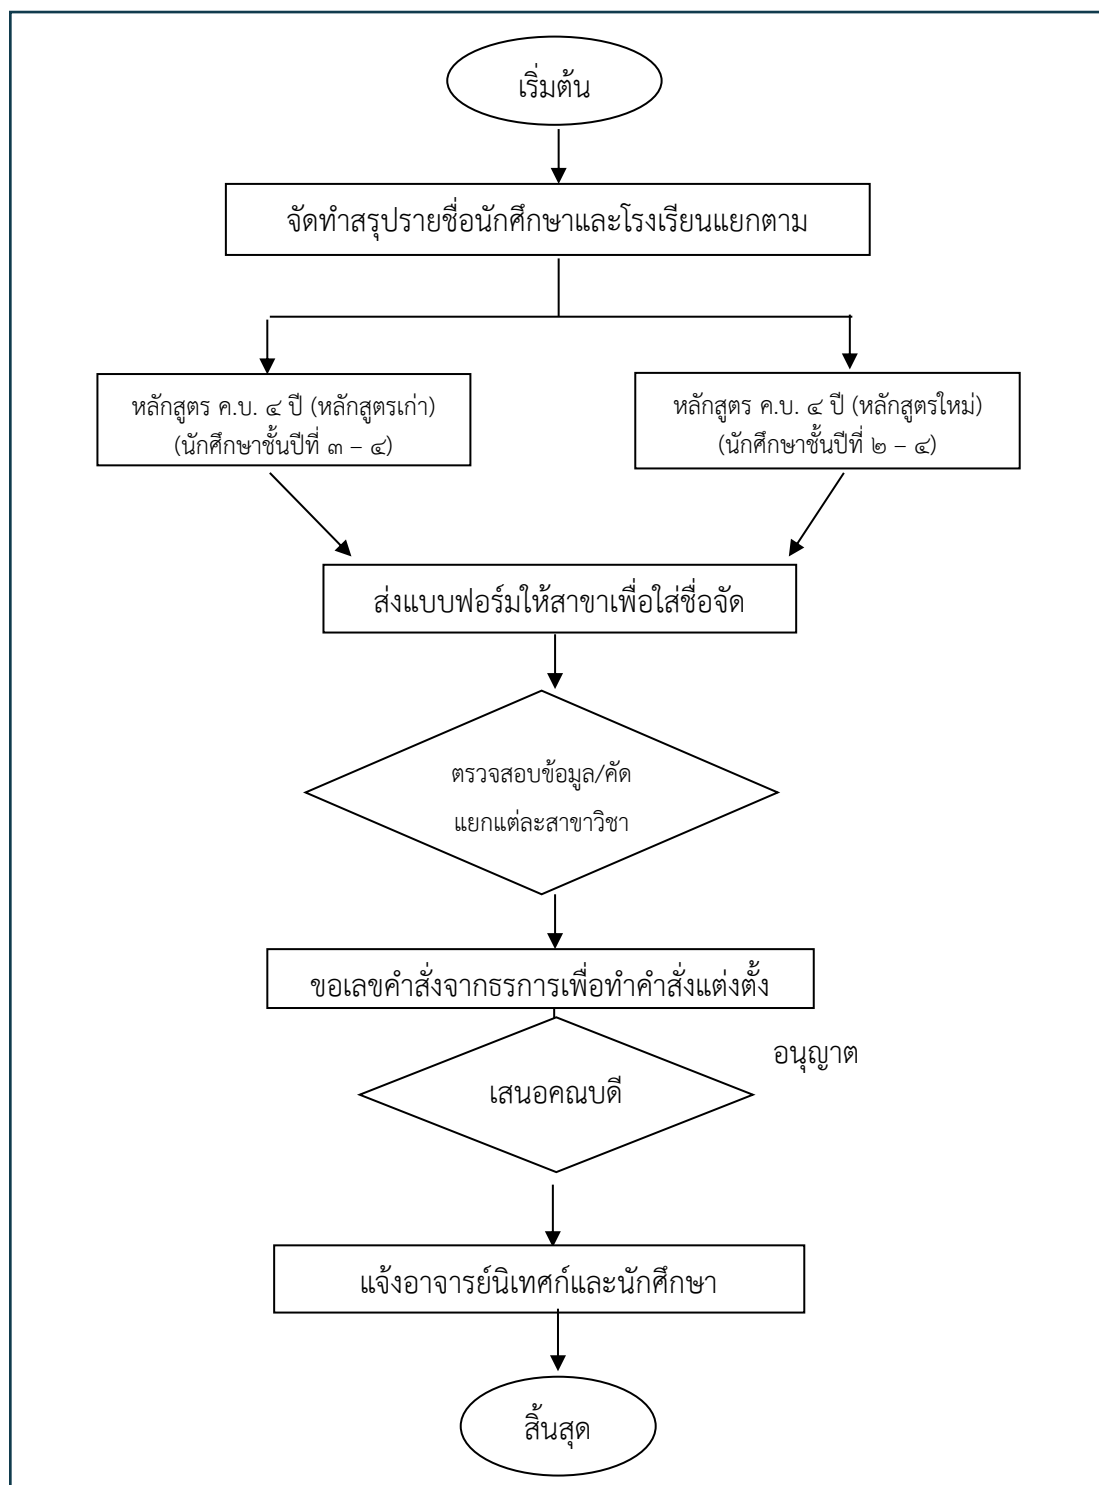 เริ่มต้น
จัดทำสรุปรายชื่อนักศึกษาและโรงเรียนแยกตาม
หลักสูตร ค.บ. ๔ ปี (หลักสูตรเก่า)
(นักศึกษาชั้นปีที่ ๓ – ๔)
หลักสูตร ค.บ. ๔ ปี (หลักสูตรใหม่)
(นักศึกษาชั้นปีที่ ๒ – ๔)
ส่งแบบฟอร์มให้สาขาเพื่อใส่ชื่อจัด
ตรวจสอบข้อมูล/คัด
แยกแต่ละสาขาวิชา
ขอเลขคำสั่งจากธรการเพื่อทำคำสั่งแต่งตั้ง
อนุญาต
เสนอคณบดี
แจ้งอาจารย์นิเทศก์และนักศึกษา
สิ้นสุด